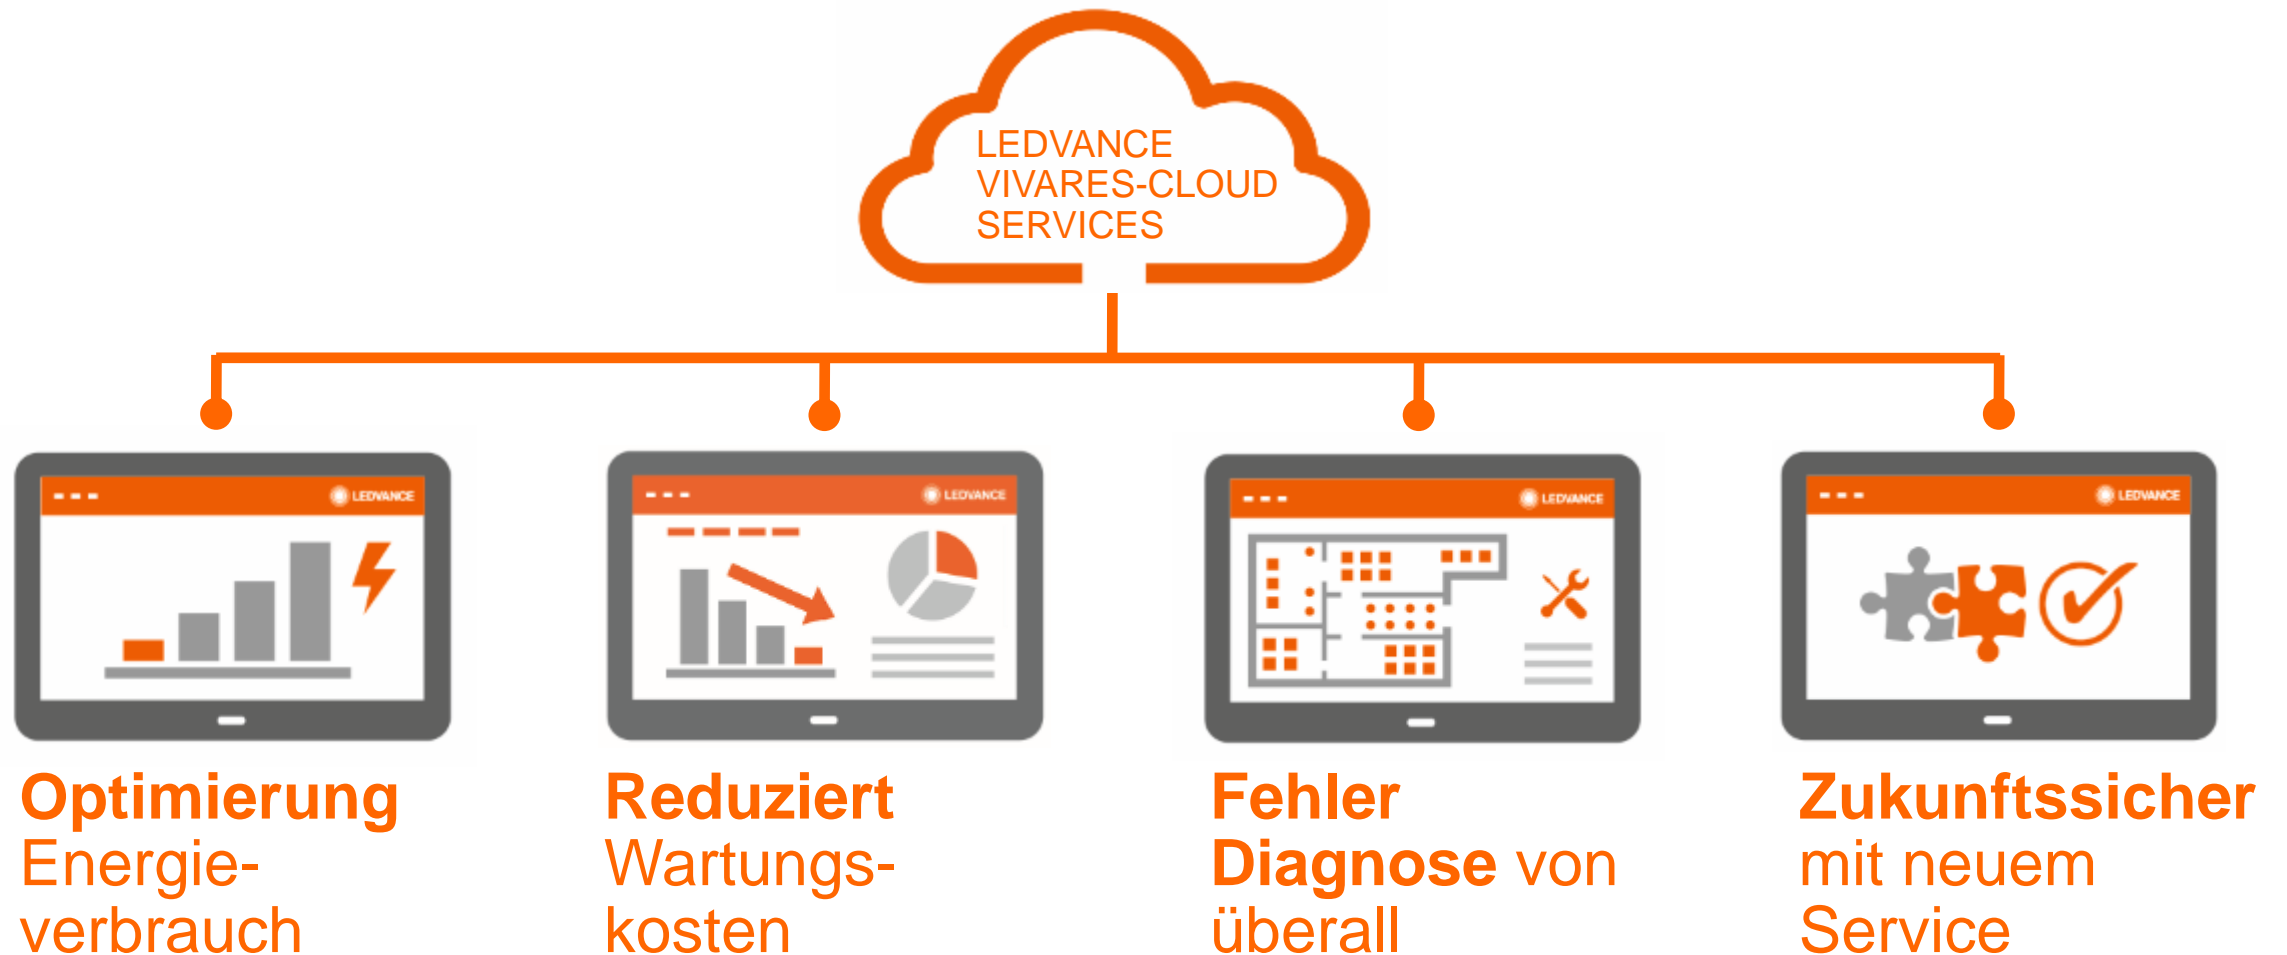 LEDVANCE
VIVARES-CLOUD
SERVICES
LEDVANCE
LEDVANCE
LEDVANCE
LEDVANCE
Optimierung
Energie-
verbrauch
Reduziert
Wartungs-
kosten
Fehler
Diagnose von
überall
Zukunftssicher
mit neuem
Service